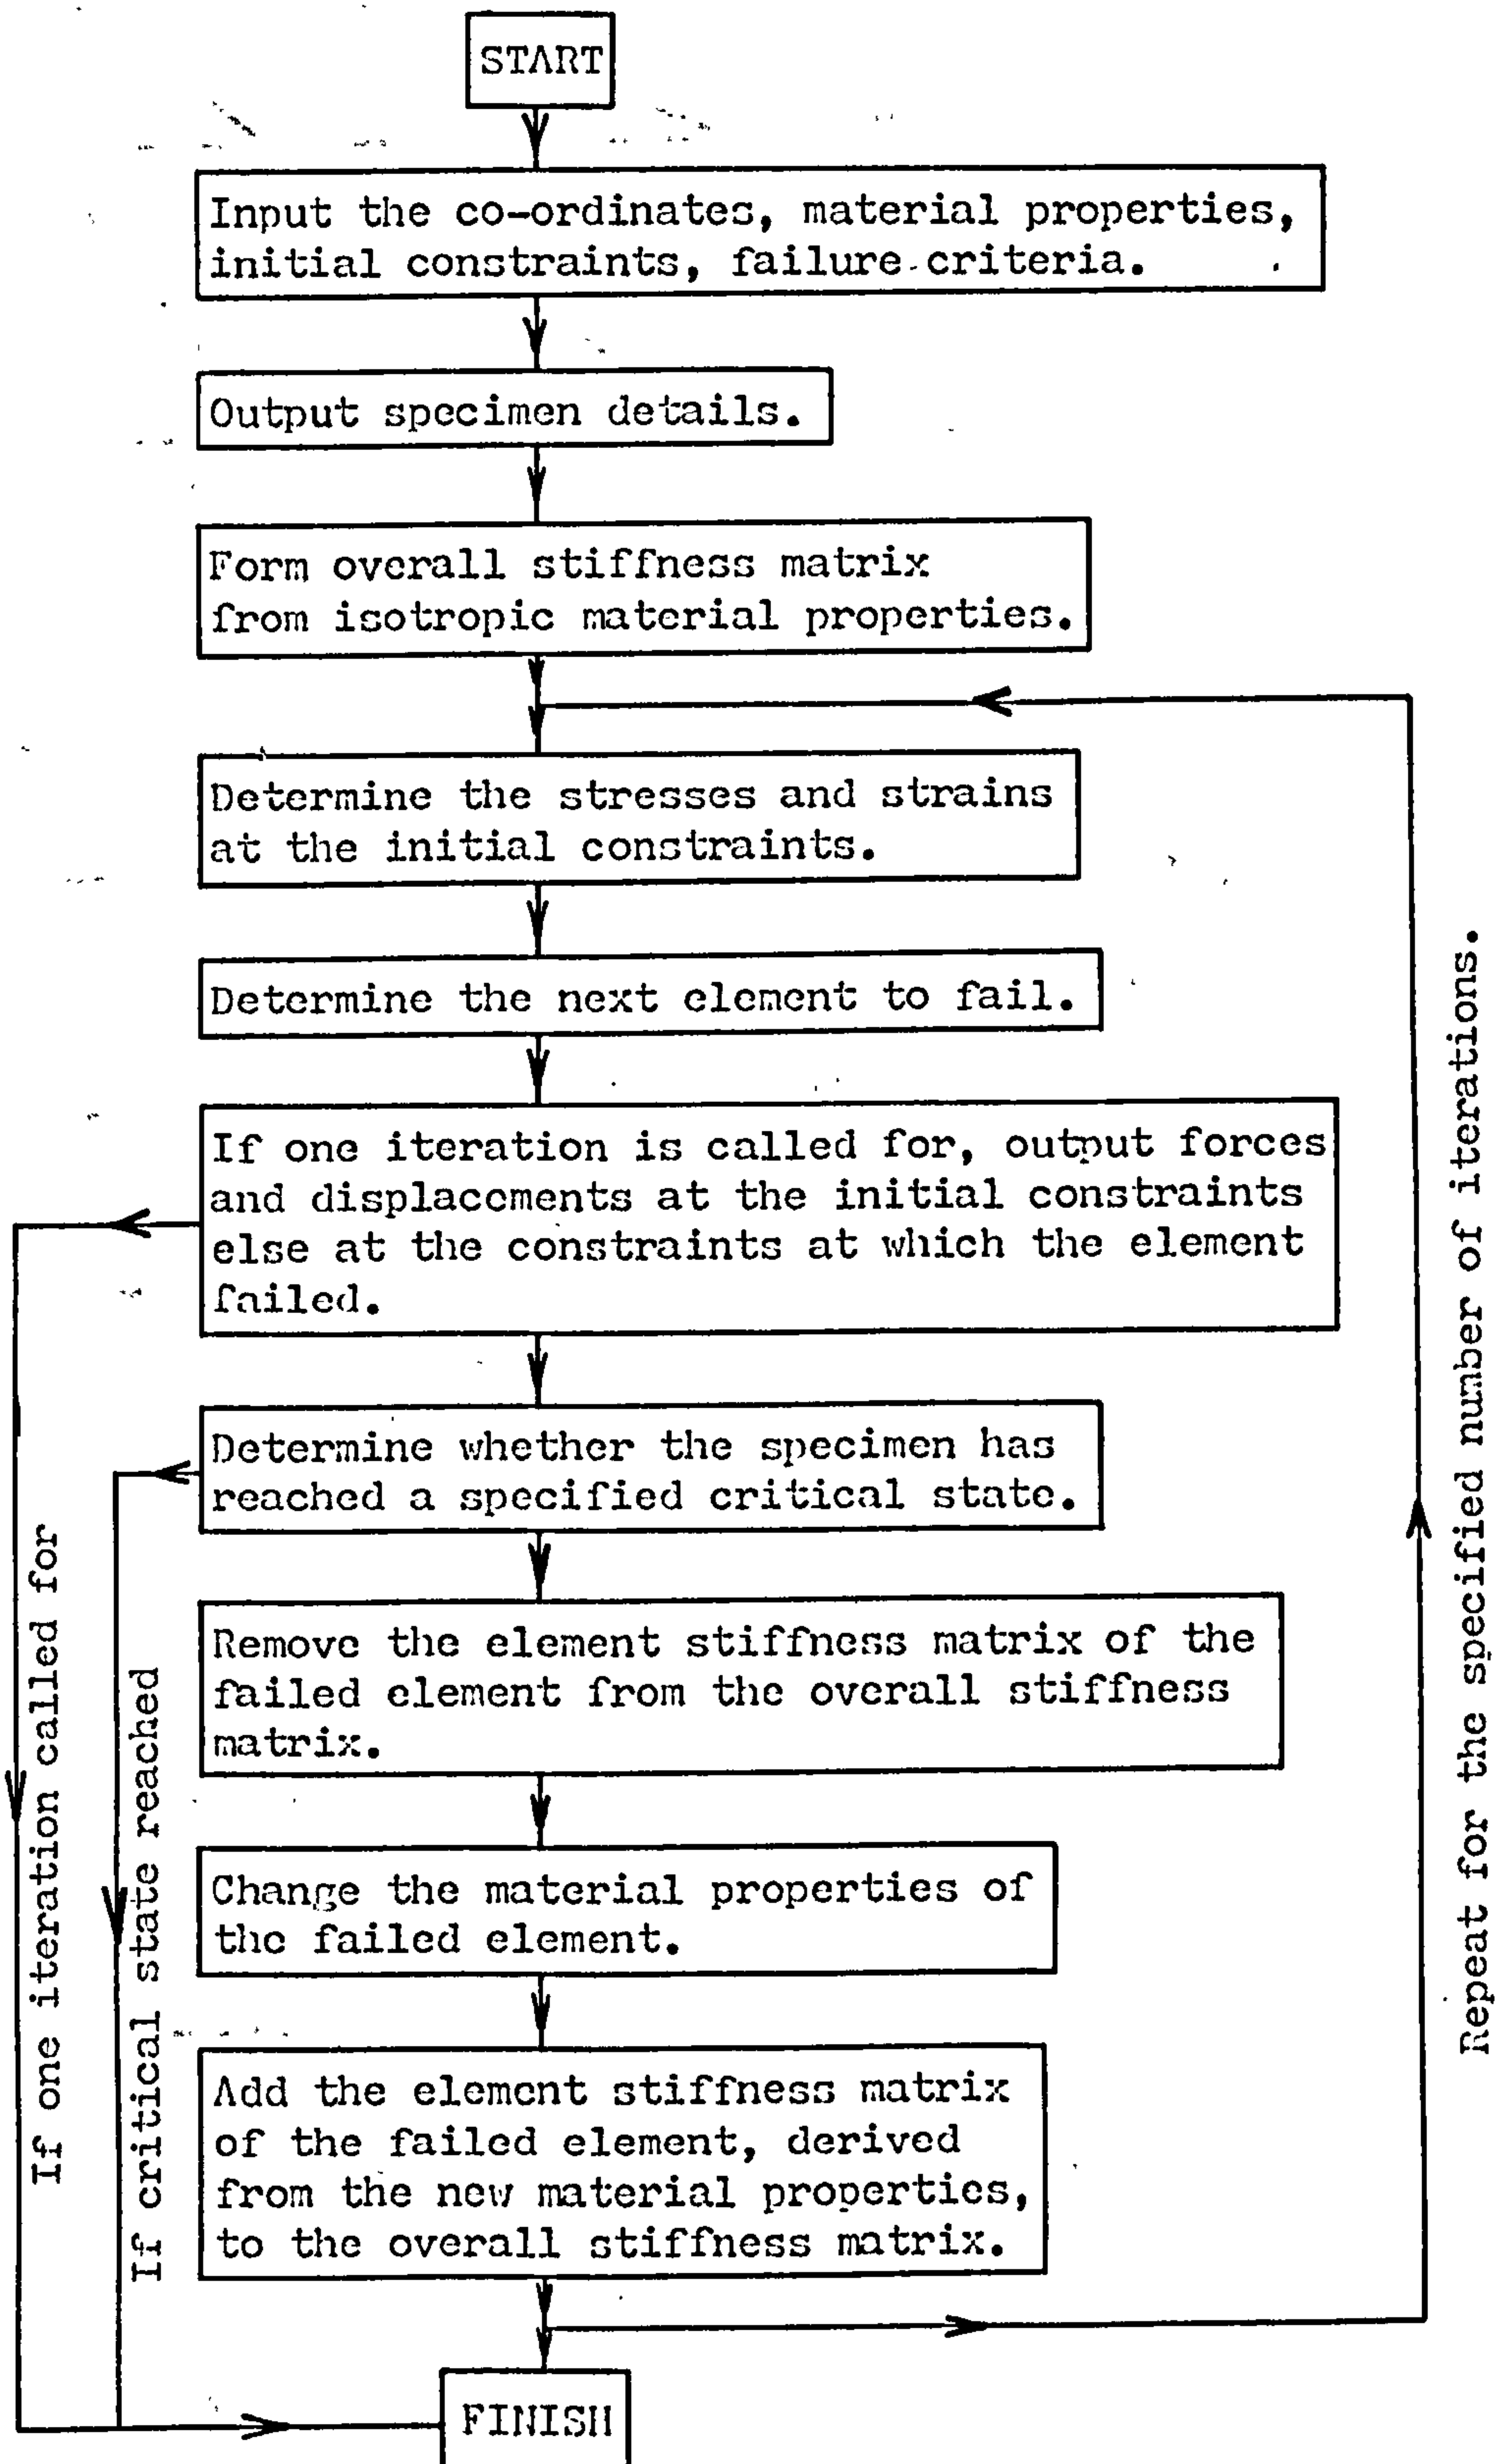 START
Input the co-ordinates, material properties,
initial constraints, failure criteria.
Output specimen details.
Form overall stiffness matrix
from isotropic material properties.
Determine the stresses and strains
at the initial constraints.
Determine the next element to fail.
If one iteration is called for, output forces
and displacements at the initial constraints
else at the constraints at which the element
failed.
Determine whether the specimen has
reached a specified critical state.
Remove the element stiffness matrix of the
failed element from the overall stiffness
matrix.
Change the material properties of
the failed element.
Add the element stiffness matrix
of the failed element, derived
from the new material properties,
to the overall stiffness matrix.
FINISH
If one iteration called for
If critical state reached
Repeat for the specified number of iterations.